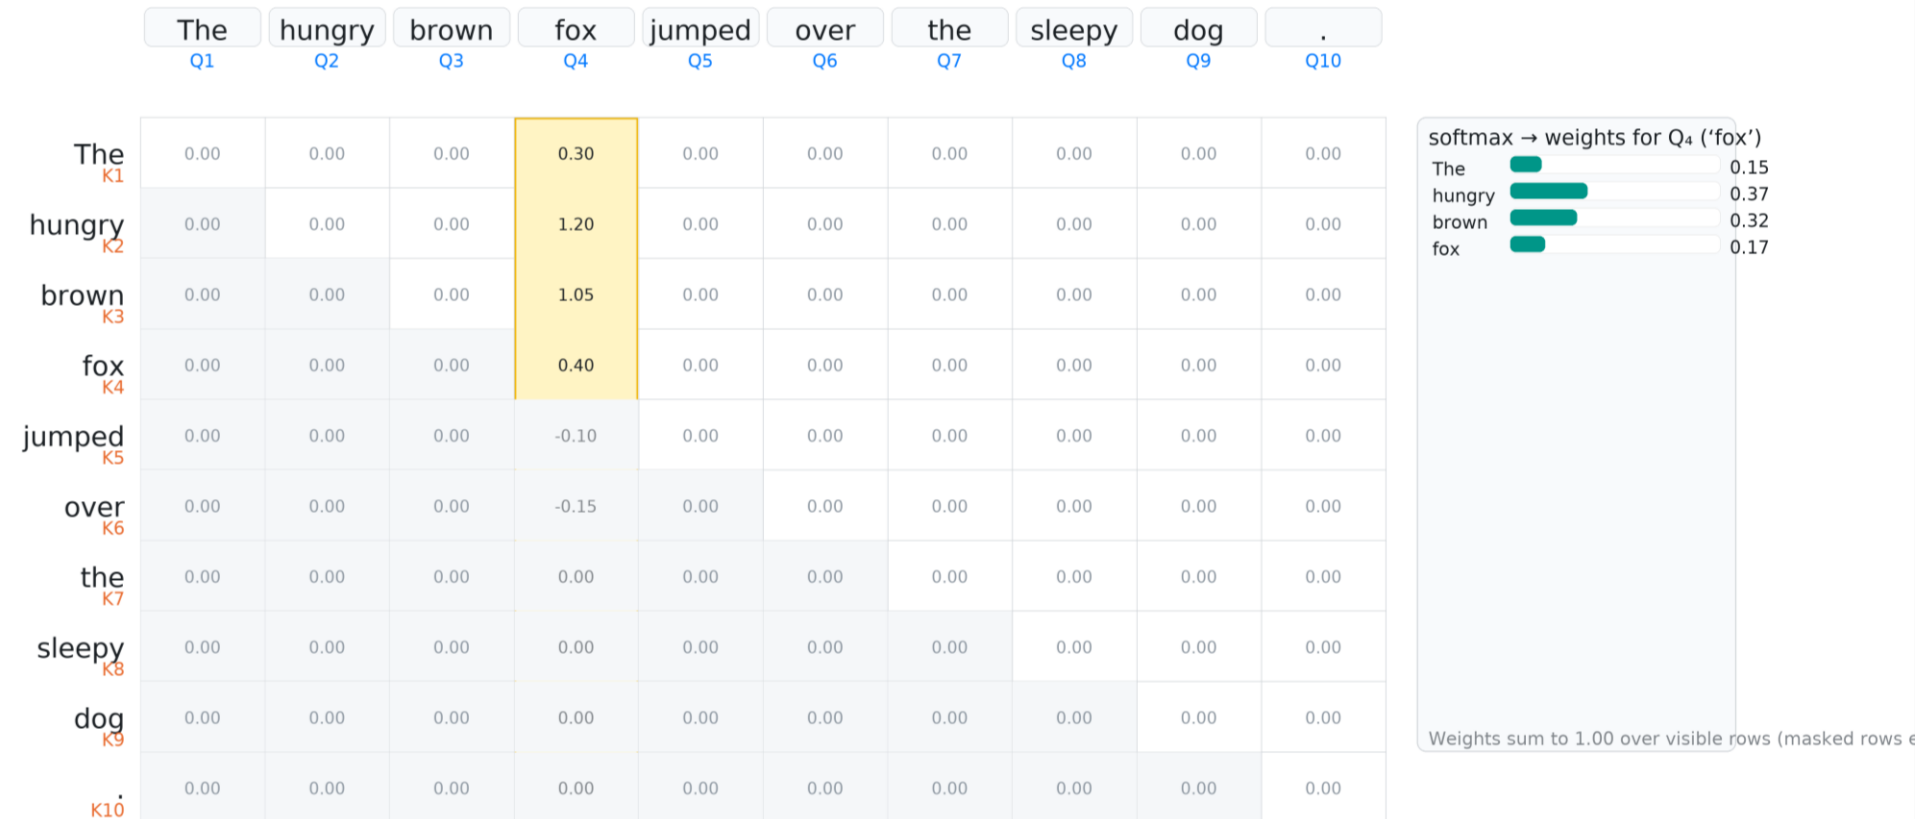 The hungry brown fox jumped over the sleepy dog .
Q1 Q2 Q3 Q4 Q5 Q6 Q7 Q8 Q9 Q10
The K1 0.00 0.00 0.00 0.30 0.00 0.00 0.00 0.00 0.00 0.00
hungry K2 0.00 0.00 0.00 1.20 0.00 0.00 0.00 0.00 0.00 0.00
brown K3 0.00 0.00 0.00 1.05 0.00 0.00 0.00 0.00 0.00 0.00
fox K4 0.00 0.00 0.00 0.40 0.00 0.00 0.00 0.00 0.00 0.00
jumped K5 0.00 0.00 0.00 -0.10 0.00 0.00 0.00 0.00 0.00 0.00
over K6 0.00 0.00 0.00 -0.15 0.00 0.00 0.00 0.00 0.00 0.00
the K7 0.00 0.00 0.00 0.00 0.00 0.00 0.00 0.00 0.00 0.00
sleepy K8 0.00 0.00 0.00 0.00 0.00 0.00 0.00 0.00 0.00 0.00
dog K9 0.00 0.00 0.00 0.00 0.00 0.00 0.00 0.00 0.00 0.00
. K10 0.00 0.00 0.00 0.00 0.00 0.00 0.00 0.00 0.00 0.00
softmax → weights for Q₄ (‘fox’)
The 0.15
hungry 0.37
brown 0.32
fox 0.17
Weights sum to 1.00 over visible rows (masked rows